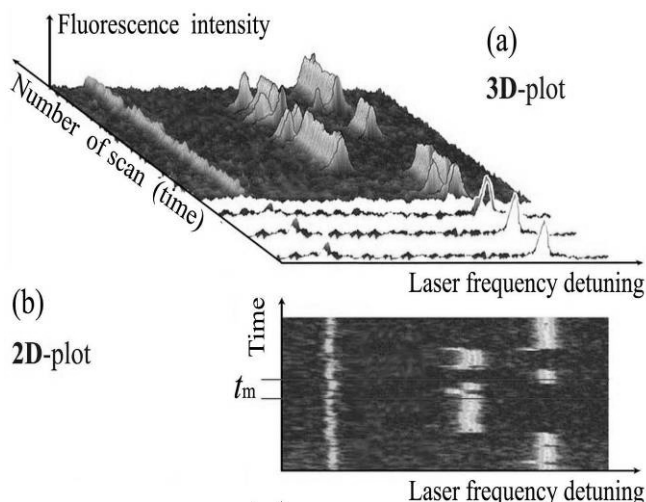 Fluorescence intensity
(a)
3D-plot
Number of scan (time)
Laser frequency detuning
(b)
2D-plot
Time
tm
Laser frequency detuning